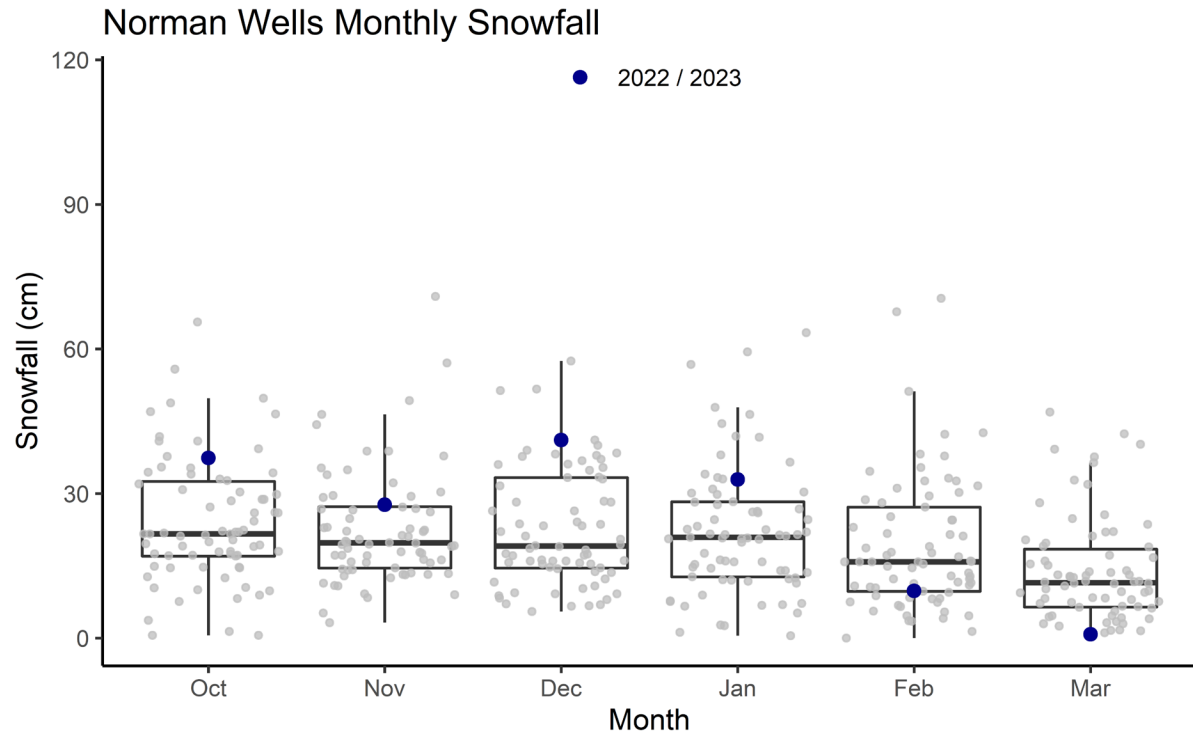 Norman Wells Monthly Snowfall
2022 / 2023
120
90
60
30
0
Snowfall (cm)
Oct Nov Dec Jan Feb Mar
Month